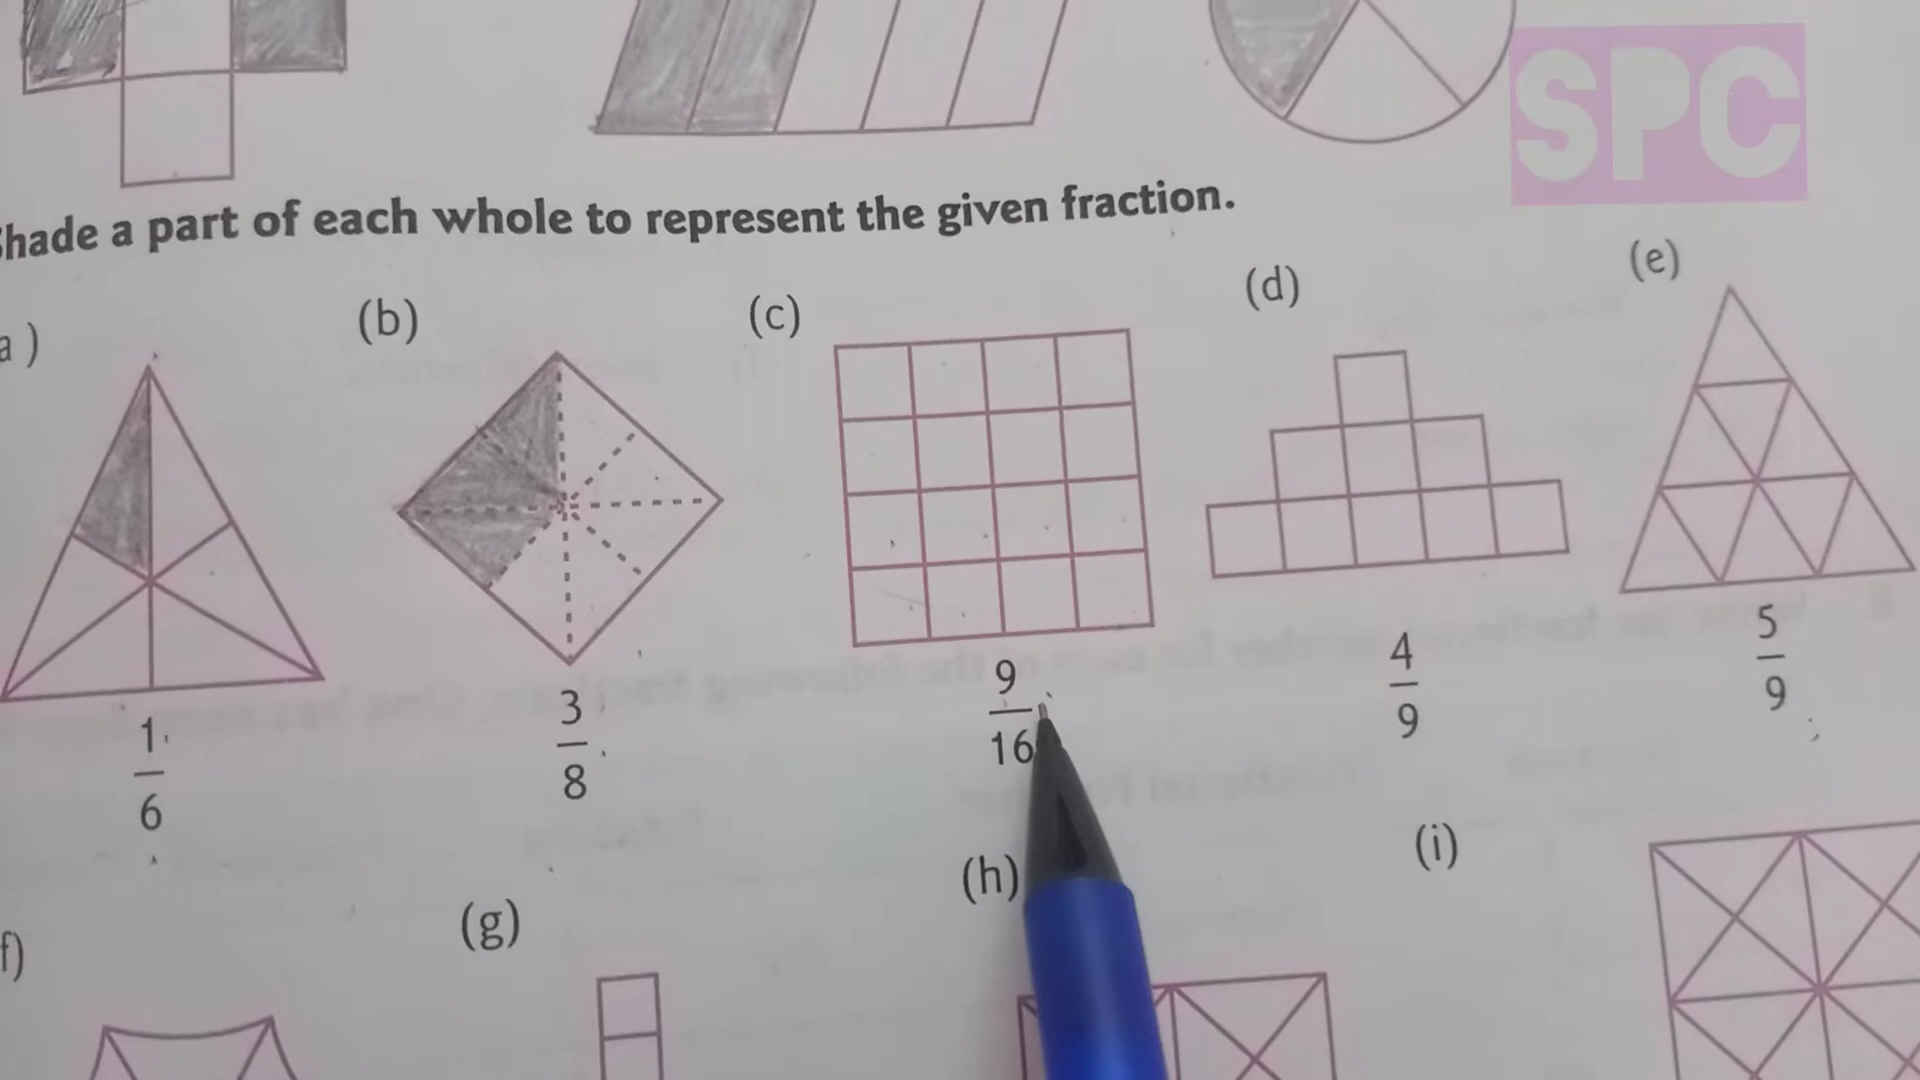 SPC
Shade a part of each whole to represent the given fraction.
a) (b) (c) (d) (e)
1/6 3/8 9/16 4/9 5/9
f) (g) (h) (i)